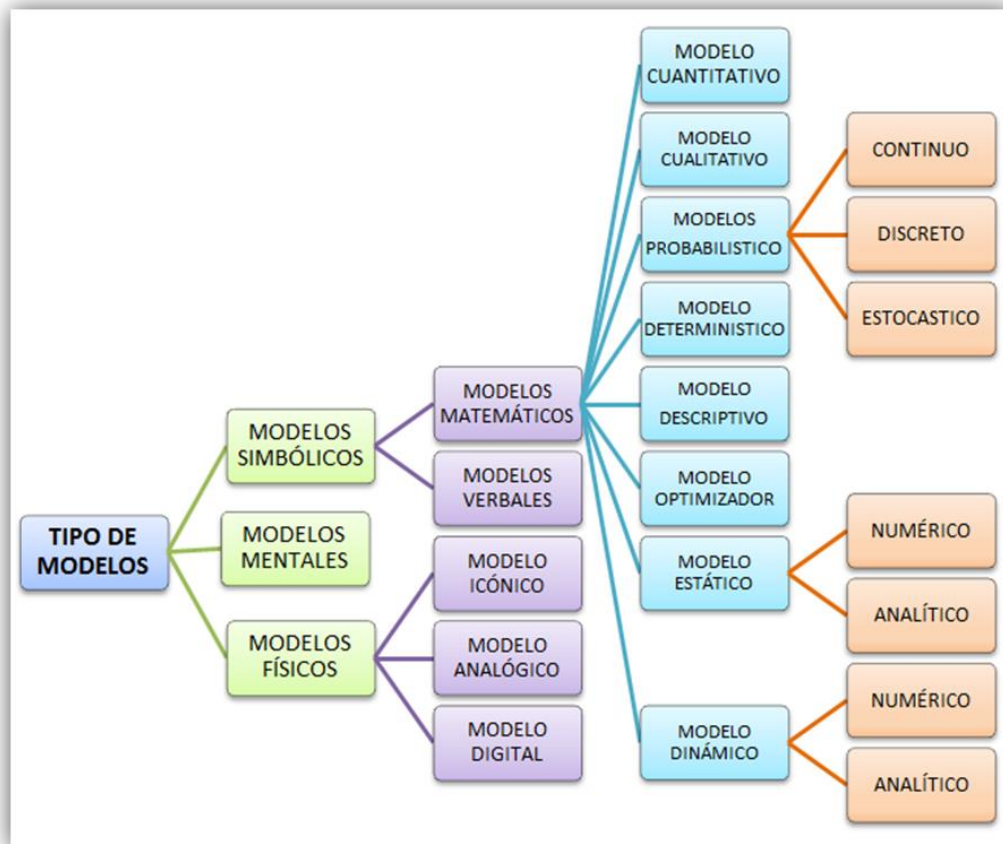 TIPO DE
MODELOS
MODELOS
SIMBÓLICOS
MODELOS
MENTALES
MODELOS
FÍSICOS
MODELOS
MATEMÁTICOS
MODELOS
VERBALES
MODELO
ICÓNICO
MODELO
ANALÓGICO
MODELO
DIGITAL
MODELO
CUANTITATIVO
MODELO
CUALITATIVO
MODELOS
PROBABILISTICO
MODELO
DETERMINISTICO
MODELO
DESCRIPTIVO
MODELO
OPTIMIZADOR
MODELO
ESTÁTICO
MODELO
DINÁMICO
CONTINUO
DISCRETO
ESTOCASTICO
NUMÉRICO
ANALÍTICO
NUMÉRICO
ANALÍTICO